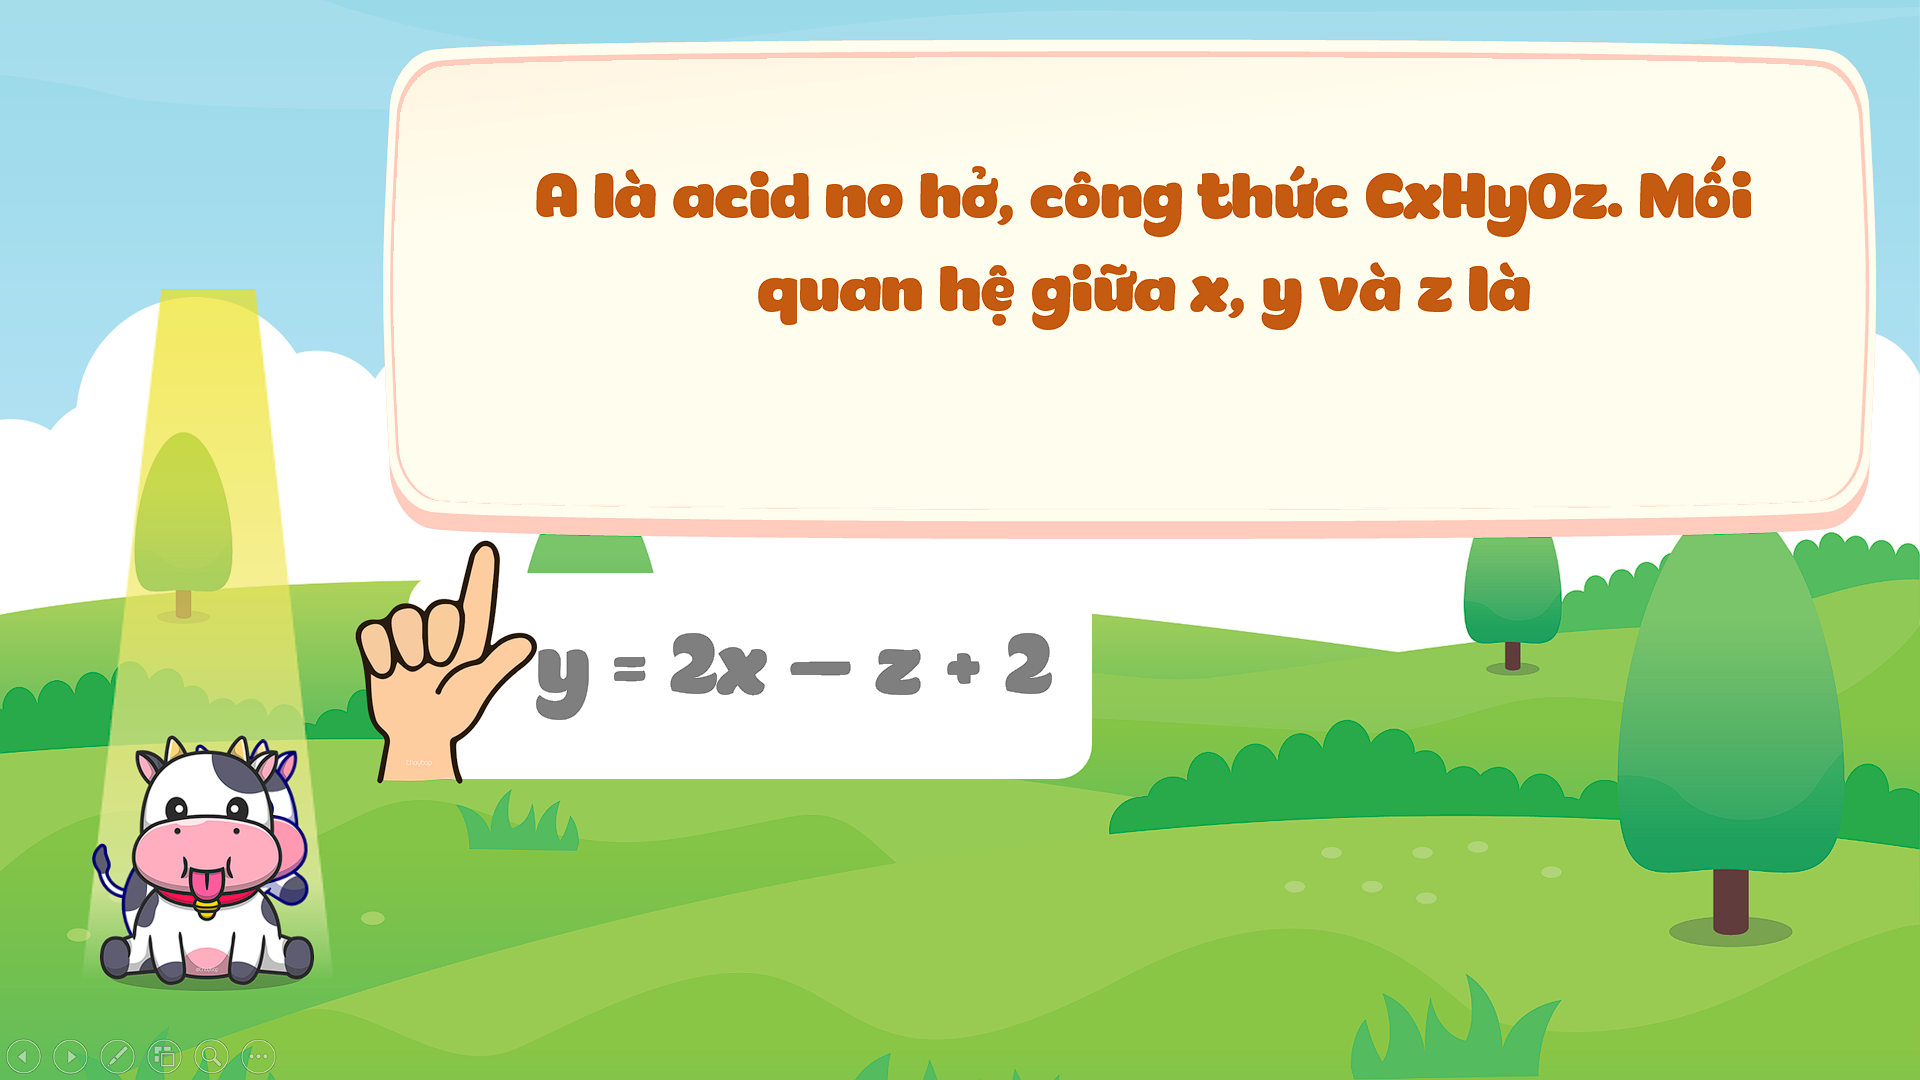 A là acid no hở, công thức CxHyOz. Mối
quan hệ giữa x, y và z là
y = 2x – z + 2